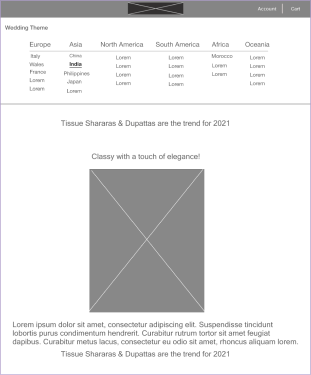 Account Cart
Wedding Theme
Europe Asia North America South America Africa Oceania
Italy China Lorem Lorem Morocco Lorem
Wales India Lorem Lorem Lorem Lorem
France Philippines Lorem Lorem Lorem Lorem
Lorem Japan Lorem Lorem Lorem
Lorem Lorem
Tissue Shararas & Dupattas are the trend for 2021
Classy with a touch of elegance!
Lorem ipsum dolor sit amet, consectetur adipiscing elit. Suspendisse tincidunt
lobortis purus condimentum hendrerit. Curabitur rutrum tortor sit amet feugiat
dapibus. Curabitur metus lacus, consectetur eu odio sit amet, rhoncus aliquam lorem.
Tissue Shararas & Dupattas are the trend for 2021